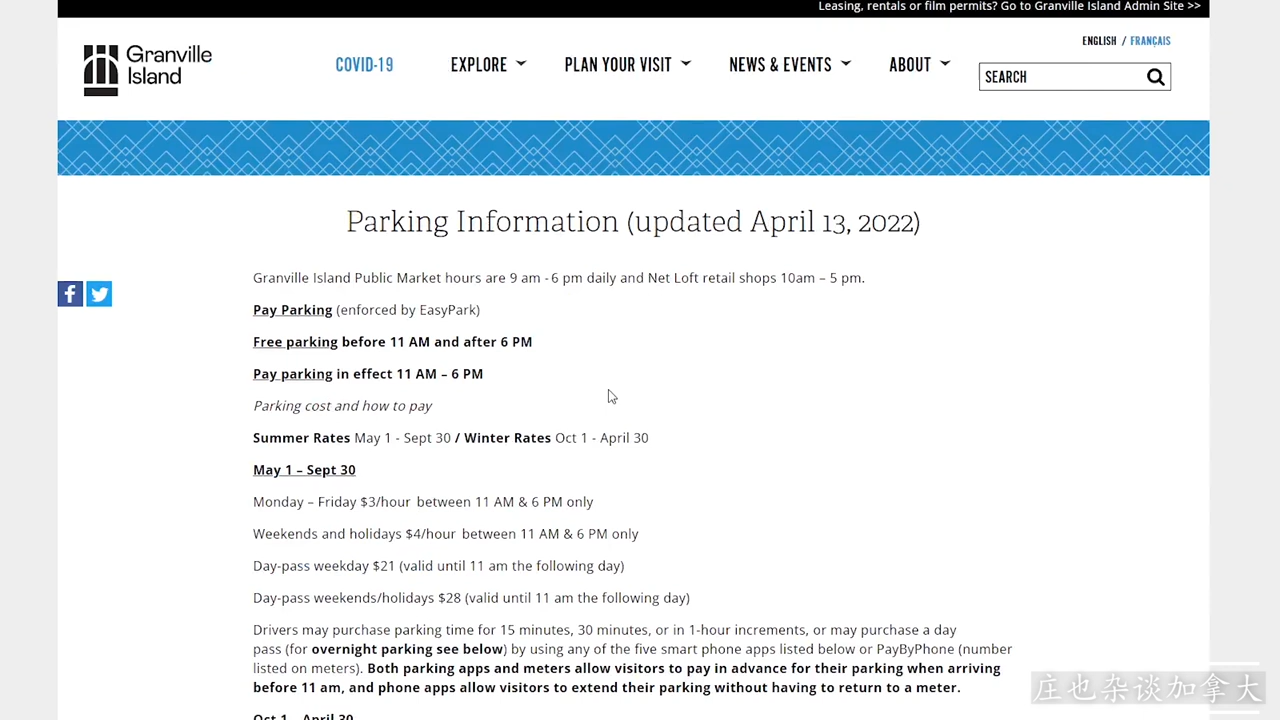 Leasing, rentals or film permits? Go to Granville Island Admin Site >>
ENGLISH / FRANÇAIS
Granville
Island
COVID-19 EXPLORE PLAN YOUR VISIT NEWS & EVENTS ABOUT
SEARCH
Parking Information (updated April 13, 2022)
Granville Island Public Market hours are 9 am - 6 pm daily and Net Loft retail shops 10am – 5 pm.
Pay Parking (enforced by EasyPark)
Free parking before 11 AM and after 6 PM
Pay parking in effect 11 AM – 6 PM
Parking cost and how to pay
Summer Rates May 1 - Sept 30 / Winter Rates Oct 1 - April 30
May 1 – Sept 30
Monday – Friday $3/hour between 11 AM & 6 PM only
Weekends and holidays $4/hour between 11 AM & 6 PM only
Day-pass weekday $21 (valid until 11 am the following day)
Day-pass weekends/holidays $28 (valid until 11 am the following day)
Drivers may purchase parking time for 15 minutes, 30 minutes, or in 1-hour increments, or may purchase a day
pass (for overnight parking see below) by using any of the five smart phone apps listed below or PayByPhone (number
listed on meters). Both parking apps and meters allow visitors to pay in advance for their parking when arriving
before 11 am, and phone apps allow visitors to extend their parking without having to return to a meter.
Oct 1 – April 30
庄也杂谈加拿大